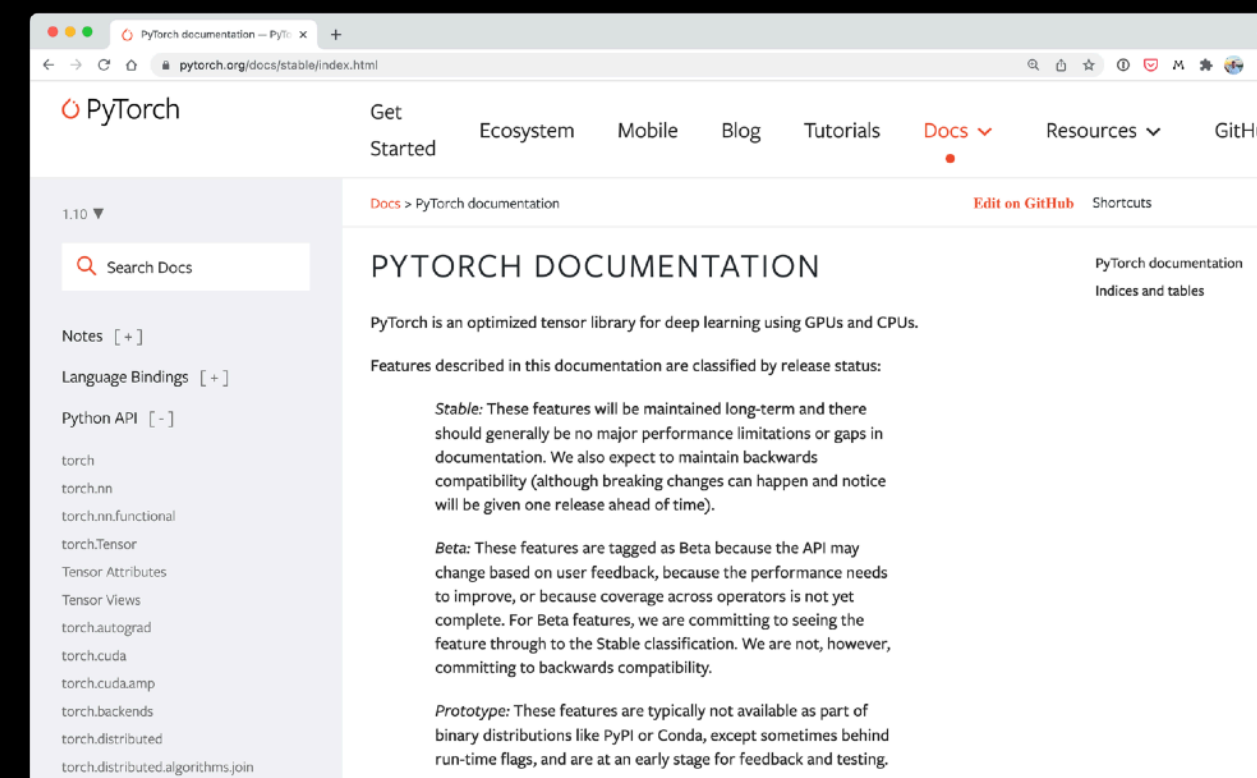 PyTorch documentation — PyTo
pytorch.org/docs/stable/index.html
PyTorch
Get
Started
Ecosystem
Mobile
Blog
Tutorials
Docs
Resources
GitHu
1.10 ▼
Search Docs
Notes [ + ]
Language Bindings [ + ]
Python API [ - ]
torch
torch.nn
torch.nn.functional
torch.Tensor
Tensor Attributes
Tensor Views
torch.autograd
torch.cuda
torch.cuda.amp
torch.backends
torch.distributed
torch.distributed.algorithms.join
Docs > PyTorch documentation
Edit on GitHub
Shortcuts
PYTORCH DOCUMENTATION
PyTorch is an optimized tensor library for deep learning using GPUs and CPUs.
Features described in this documentation are classified by release status:
Stable: These features will be maintained long-term and there
should generally be no major performance limitations or gaps in
documentation. We also expect to maintain backwards
compatibility (although breaking changes can happen and notice
will be given one release ahead of time).
Beta: These features are tagged as Beta because the API may
change based on user feedback, because the performance needs
to improve, or because coverage across operators is not yet
complete. For Beta features, we are committing to seeing the
feature through to the Stable classification. We are not, however,
committing to backwards compatibility.
Prototype: These features are typically not available as part of
binary distributions like PyPI or Conda, except sometimes behind
run-time flags, and are at an early stage for feedback and testing.
PyTorch documentation
Indices and tables